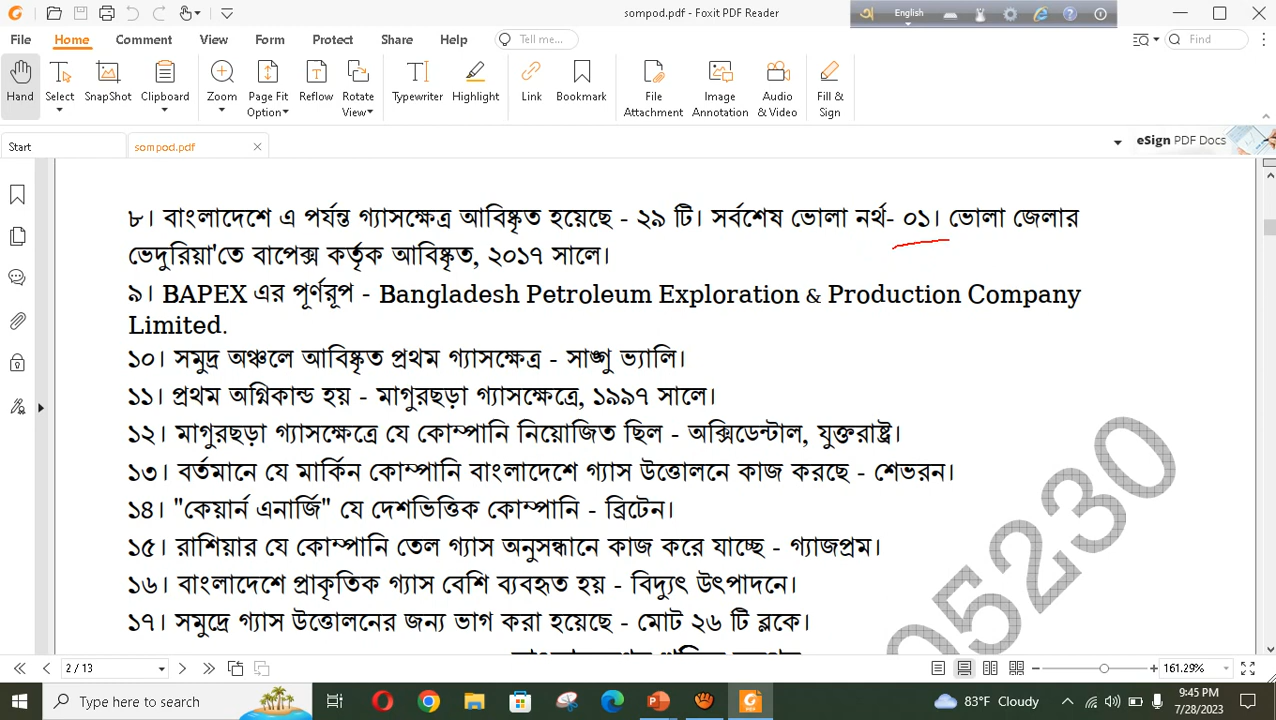 sompod.pdf - Foxit PDF Reader
English
File Home Comment View Form Protect Share Help Tell me... Find
Hand Select SnapShot Clipboard Zoom Page Fit Option Reflow Rotate View Typewriter Highlight Link Bookmark File Attachment Image Annotation Audio & Video Fill & Sign
Start sompod.pdf eSign PDF Docs
৮। বাংলাদেশে এ পর্যন্ত গ্যাসক্ষেত্র আবিষ্কৃত হয়েছে - ২৯ টি। সর্বশেষ ভোলা নর্থ- ০১। ভোলা জেলার
ভেদুরিয়া'তে বাপেক্স কর্তৃক আবিষ্কৃত, ২০১৭ সালে।
৯। BAPEX এর পূর্ণরূপ - Bangladesh Petroleum Exploration & Production Company
Limited.
১০। সমুদ্র অঞ্চলে আবিষ্কৃত প্রথম গ্যাসক্ষেত্র - সাঙ্গু ভ্যালি।
১১। প্রথম অগ্নিকান্ড হয় - মাগুরছড়া গ্যাসক্ষেত্রে, ১৯৯৭ সালে।
১২। মাগুরছড়া গ্যাসক্ষেত্রে যে কোম্পানি নিয়োজিত ছিল - অক্সিডেন্টাল, যুক্তরাষ্ট্র।
১৩। বর্তমানে যে মার্কিন কোম্পানি বাংলাদেশে গ্যাস উত্তোলনে কাজ করছে - শেভরন।
১৪। "কেয়ার্ন এনার্জি" যে দেশভিত্তিক কোম্পানি - ব্রিটেন।
১৫। রাশিয়ার যে কোম্পানি তেল গ্যাস অনুসন্ধানে কাজ করে যাচ্ছে - গ্যাজপ্রম।
১৬। বাংলাদেশে প্রাকৃতিক গ্যাস বেশি ব্যবহৃত হয় - বিদ্যুৎ উৎপাদনে।
১৭। সমুদ্রে গ্যাস উত্তোলনের জন্য ভাগ করা হয়েছে - মোট ২৬ টি ব্লকে।
05230
2 / 13 161.29%
Type here to search 83°F Cloudy 9:45 PM
7/28/2023